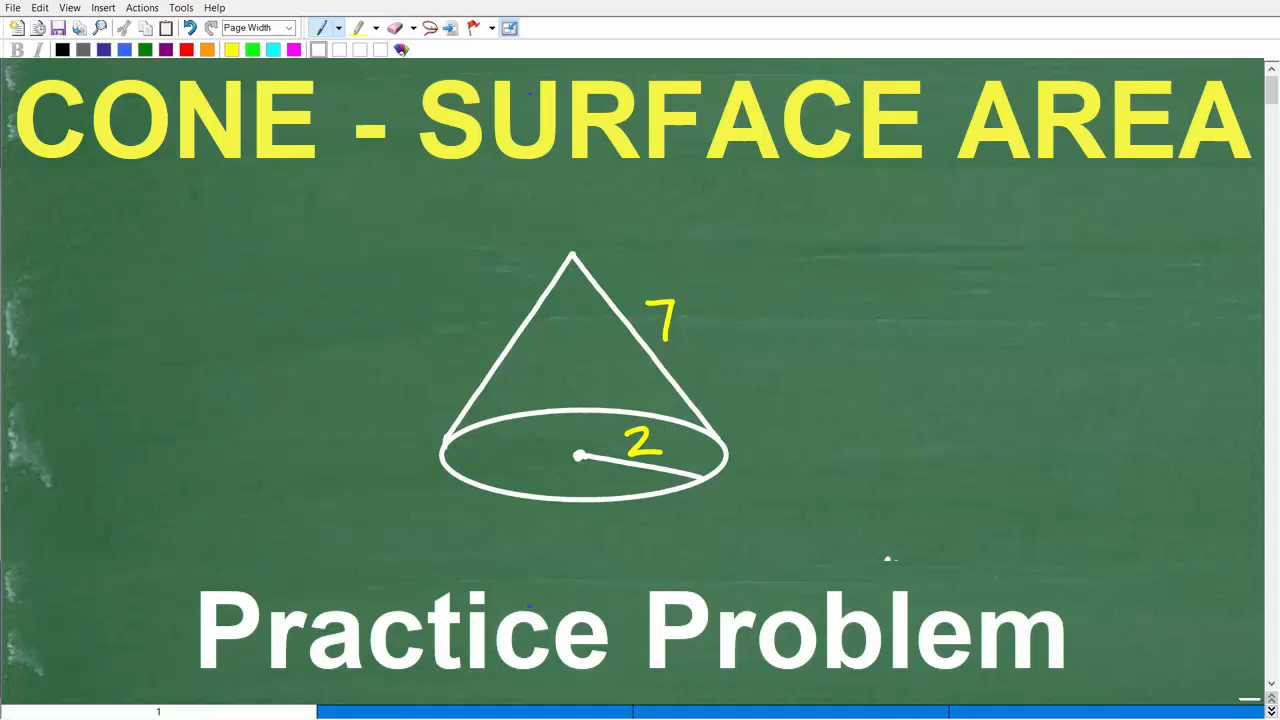 File Edit View Insert Actions Tools Help
Page Width
B I
CONE - SURFACE AREA
7
2
Practice Problem
1